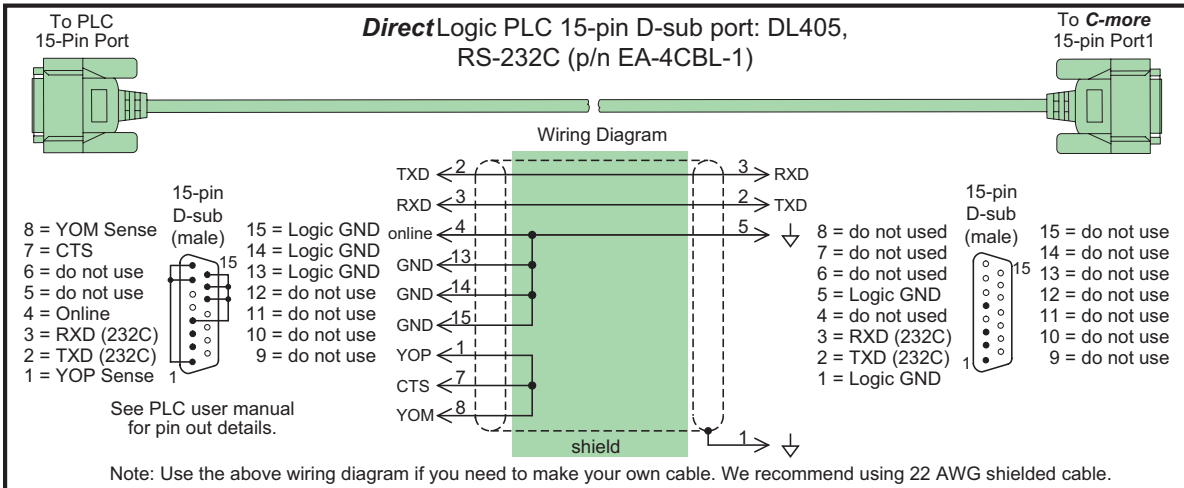 To PLC
15-Pin Port
DirectLogic PLC 15-pin D-sub port: DL405,
RS-232C (p/n EA-4CBL-1)
To C-more
15-pin Port1
Wiring Diagram
15-pin
D-sub
(male)
8 = YOM Sense
7 = CTS
6 = do not use
5 = do not use
4 = Online
3 = RXD (232C)
2 = TXD (232C)
1 = YOP Sense
15
1
15 = Logic GND
14 = Logic GND
13 = Logic GND
12 = do not use
11 = do not use
10 = do not use
9 = do not use
See PLC user manual
for pin out details.
TXD 2 3 RXD
RXD 3 2 TXD
online 4 5
GND 13
GND 14
GND 15
YOP 1
CTS 7
YOM 8
1
shield
15-pin
D-sub
(male)
8 = do not used
7 = do not used
6 = do not used
5 = Logic GND
4 = do not used
3 = RXD (232C)
2 = TXD (232C)
1 = Logic GND
15
1
15 = do not use
14 = do not use
13 = do not use
12 = do not use
11 = do not use
10 = do not use
9 = do not use
Note: Use the above wiring diagram if you need to make your own cable. We recommend using 22 AWG shielded cable.